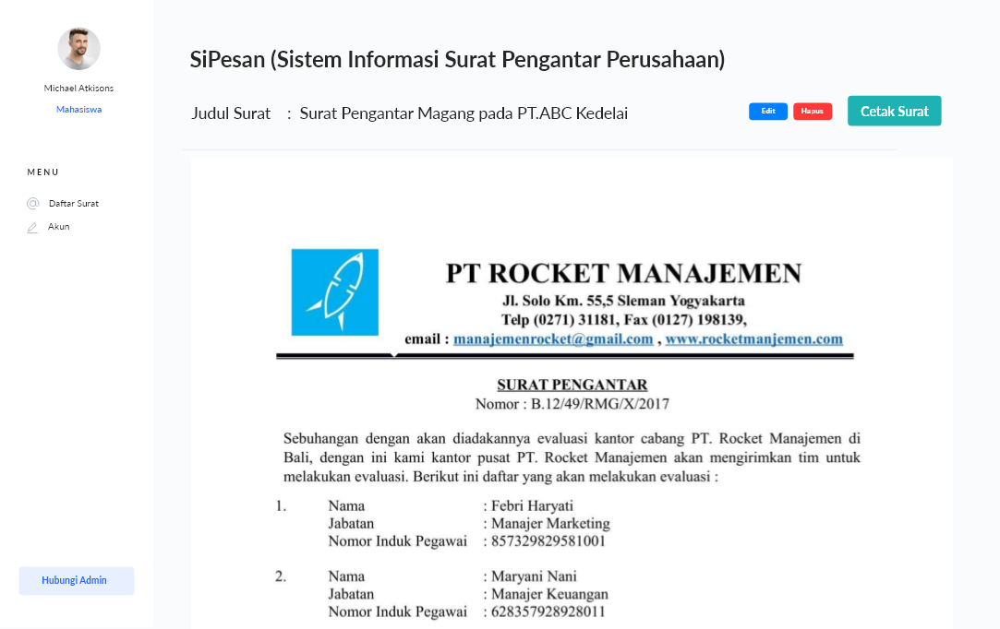 Michael Atkisons
Mahasiswa
MENU
Daftar Surat
Akun
Hubungi Admin
SiPesan (Sistem Informasi Surat Pengantar Perusahaan)
Judul Surat : Surat Pengantar Magang pada PT.ABC Kedelai
Edit
Hapus
Cetak Surat
PT ROCKET MANAJEMEN
Jl. Solo Km. 55,5 Sleman Yogyakarta
Telp (0271) 31181, Fax (0127) 198139,
email : manajemenrocket@gmail.com , www.rocketmanjemen.com
SURAT PENGANTAR
Nomor : B.12/49/RMG/X/2017
Sebuhangan dengan akan diadakannya evaluasi kantor cabang PT. Rocket Manajemen di
Bali, dengan ini kami kantor pusat PT. Rocket Manajemen akan mengirimkan tim untuk
melakukan evaluasi. Berikut ini daftar yang akan melakukan evaluasi :
1. Nama : Febri Haryati
Jabatan : Manajer Marketing
Nomor Induk Pegawai : 857329829581001
2. Nama : Maryani Nani
Jabatan : Manajer Keuangan
Nomor Induk Pegawai : 628357928928011